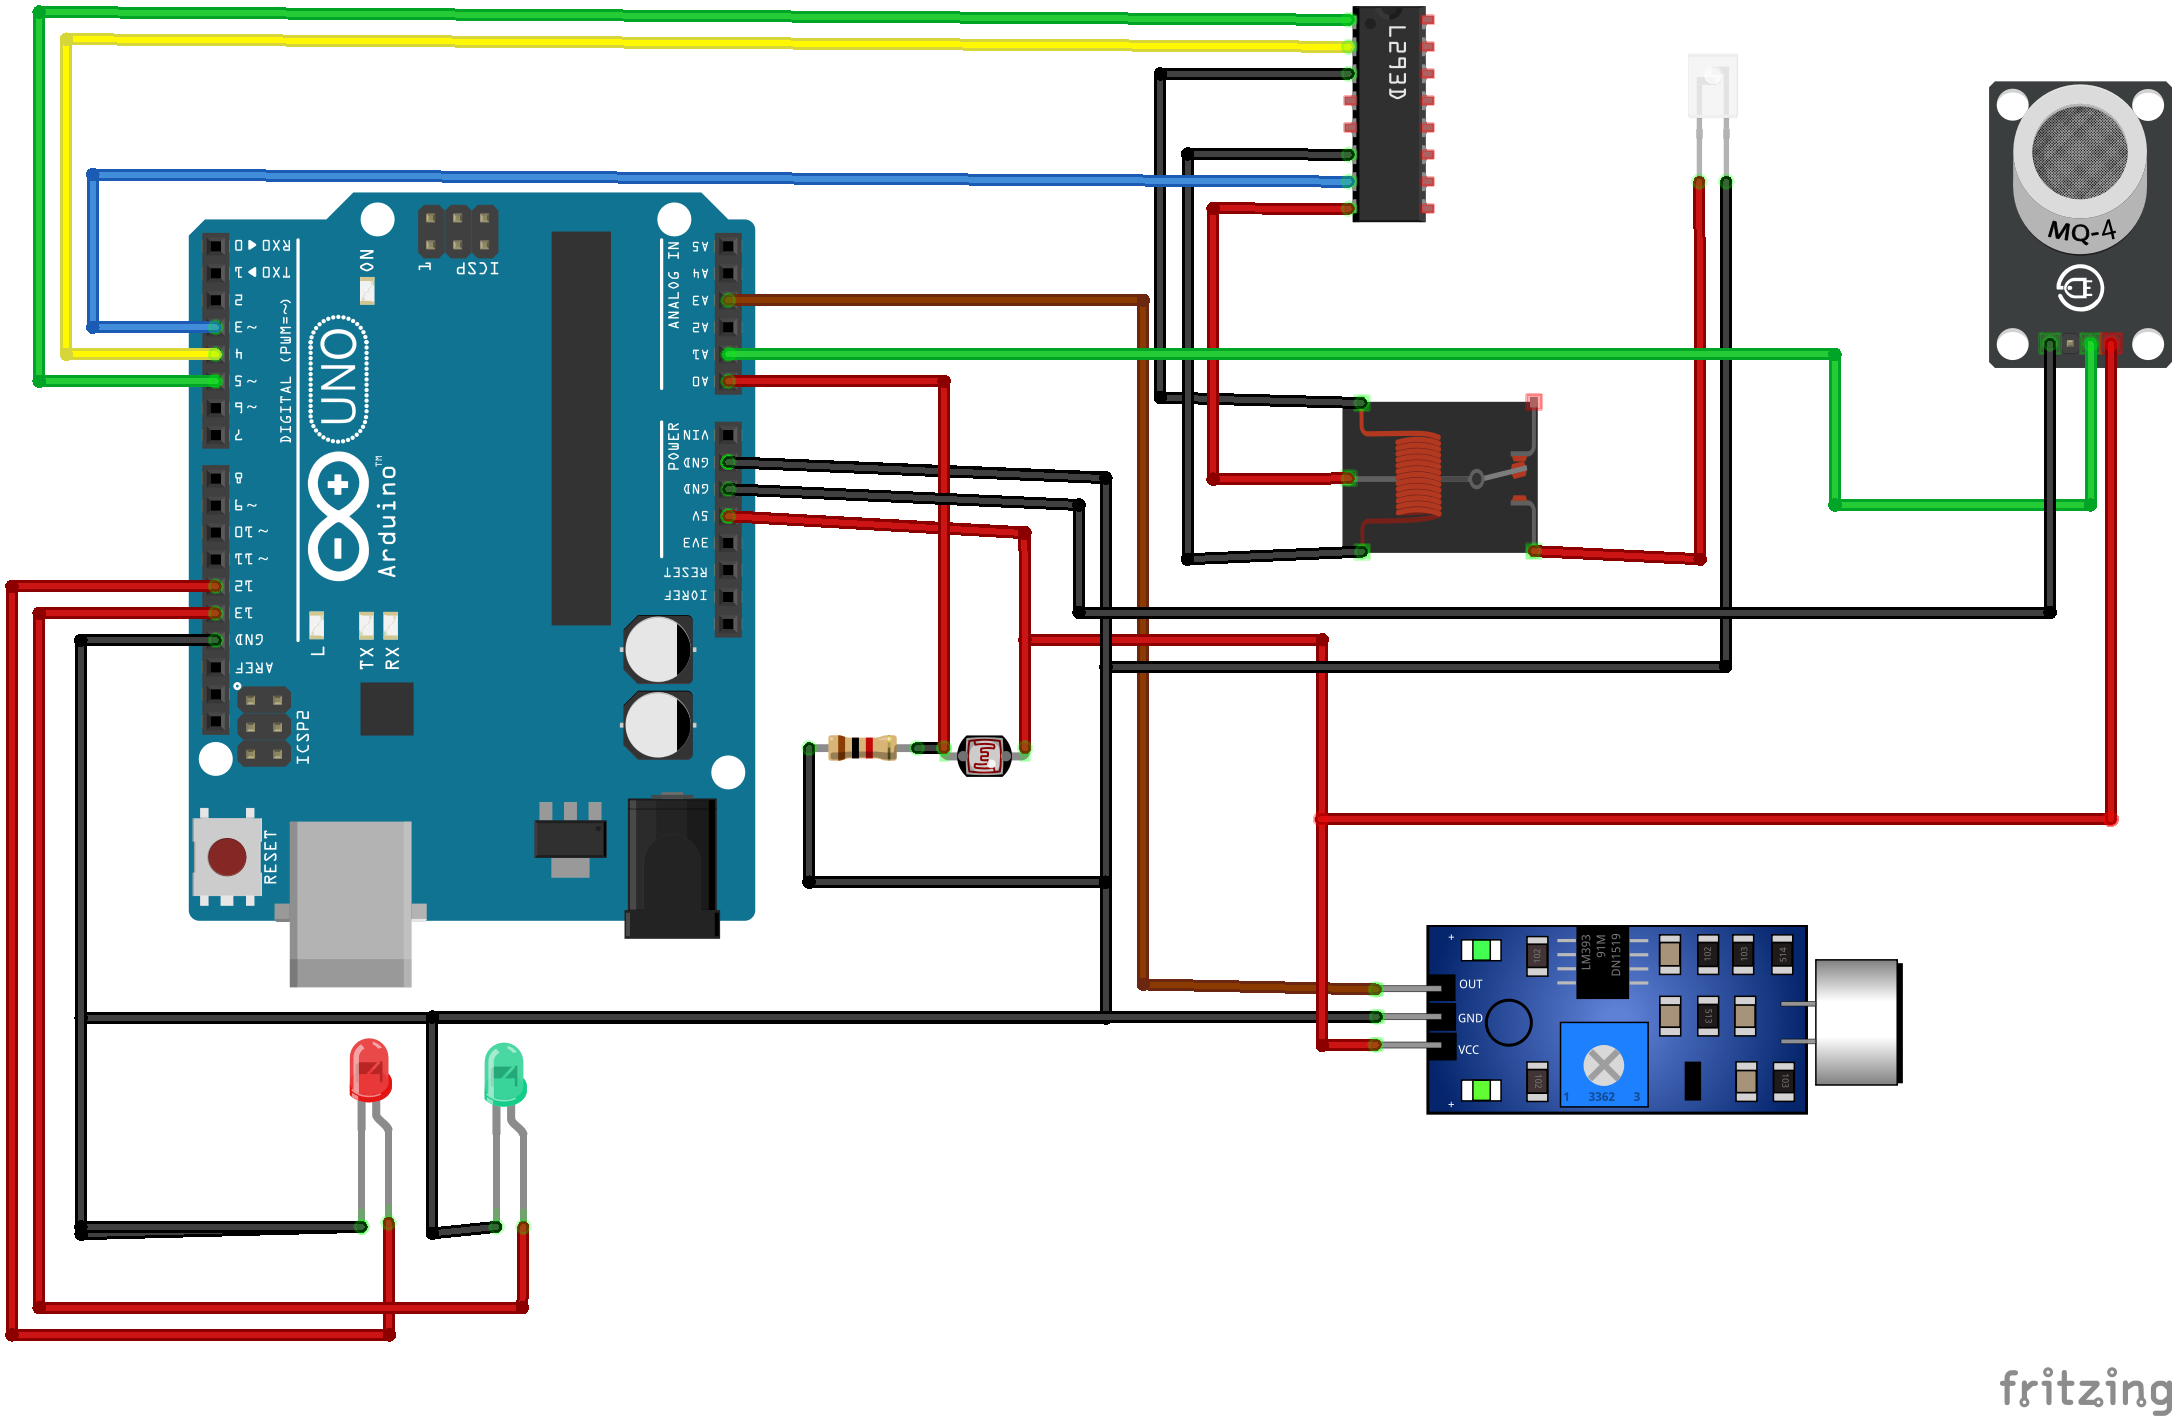 L293D
MQ-4
RX0 ◀ 0
TX0 ▶ 1
2
~ 3
4
~ 5
~ 6
7
8
~ 9
~ 10
~ 11
12
13
GND
AREF
DIGITAL (PWM=~)
ON
1
ICSP
UNO
Arduino™
L
TX
RX
ICSP2
RESET
ANALOG IN
A5
A4
A3
A2
A1
A0
POWER
VIN
GND
GND
5V
3V3
RESET
IOREF
OUT
GND
VCC
+
+
102
LM393
91M
DN1519
102
103
514
513
102
103
1 3362 3
fritzing